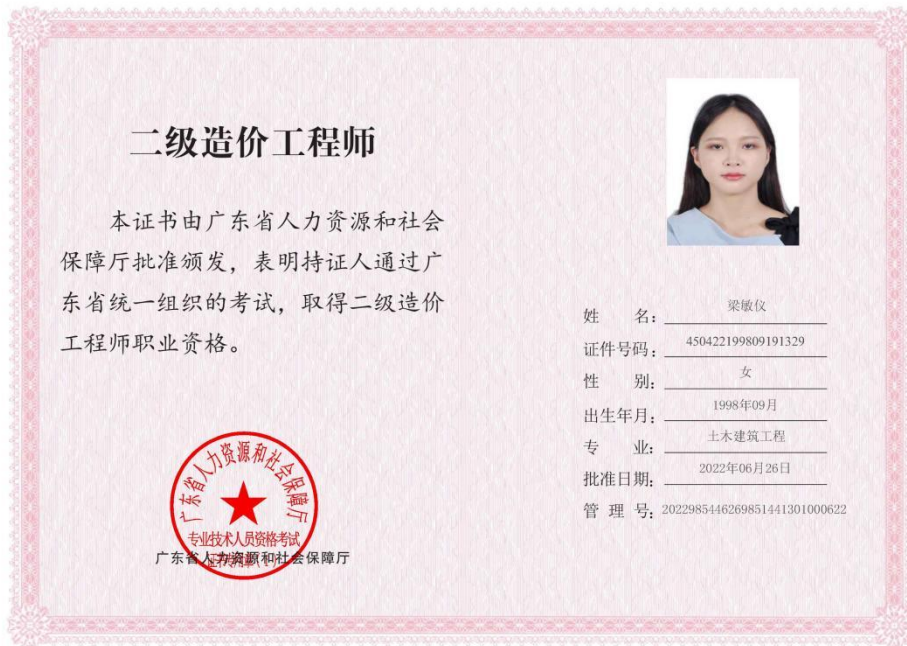 二级造价工程师
本证书由广东省人力资源和社会
保障厅批准颁发，表明持证人通过广
东省统一组织的考试，取得二级造价
工程师职业资格。
姓 名：梁敏仪
证件号码：450422199809191329
性 别：女
出生年月：1998年09月
专 业：土木建筑工程
批准日期：2022年06月26日
管 理 号：2022985446269851441301000622
广东省人力资源和社会保障厅
专业技术人员资格考试
广东省人力资源和社会保障厅